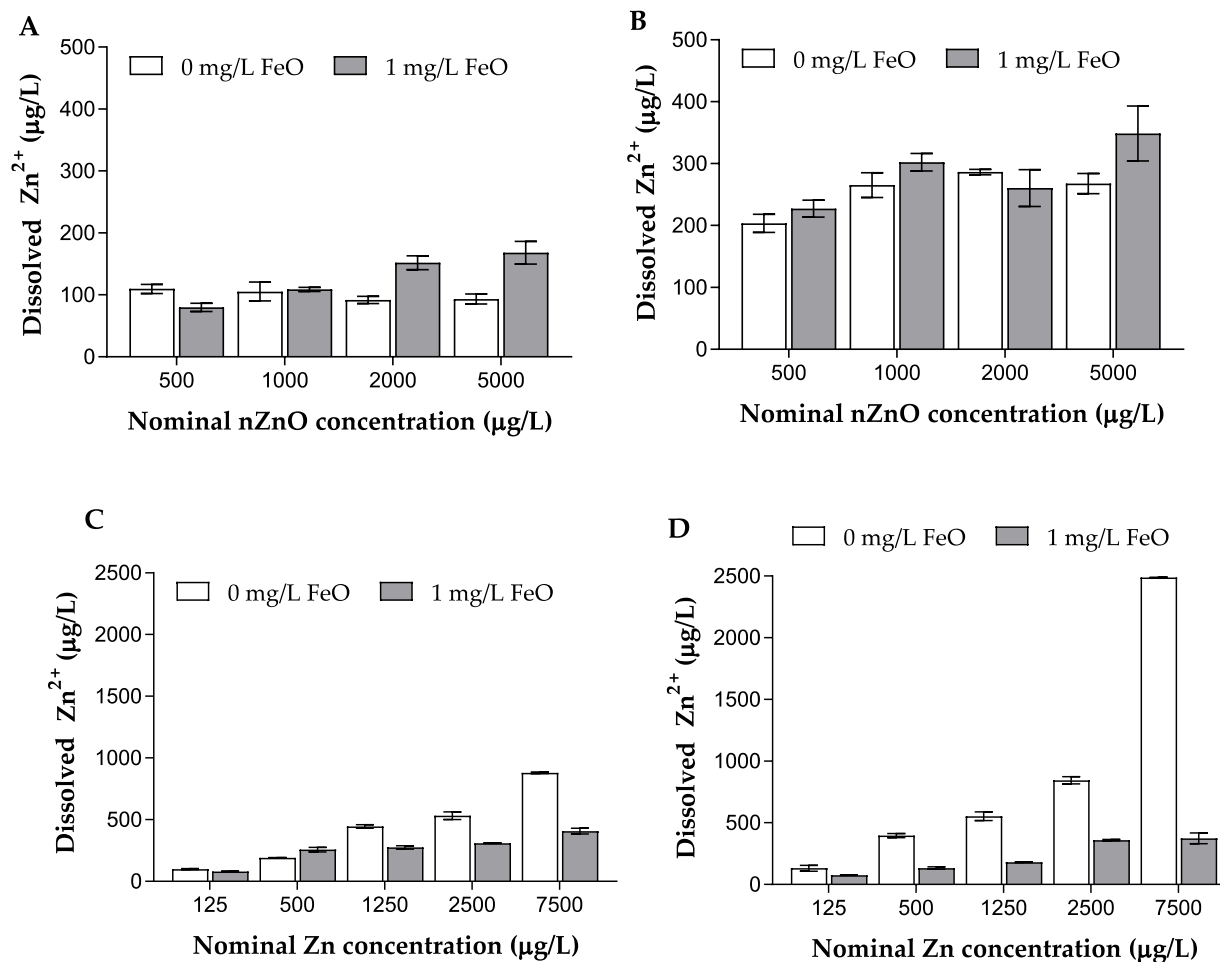 A
0 mg/L FeO 1 mg/L FeO
Dissolved Zn²⁺ (μg/L)
500
400
300
200
100
0
500 1000 2000 5000
Nominal nZnO concentration (μg/L)
B
0 mg/L FeO 1 mg/L FeO
Dissolved Zn²⁺ (μg/L)
500
400
300
200
100
0
500 1000 2000 5000
Nominal nZnO concentration (μg/L)
C
0 mg/L FeO 1 mg/L FeO
Dissolved Zn²⁺ (μg/L)
2500
2000
1500
1000
500
0
125 500 1250 2500 7500
Nominal Zn concentration (μg/L)
D
0 mg/L FeO 1 mg/L FeO
Dissolved Zn²⁺ (μg/L)
2500
2000
1500
1000
500
0
125 500 1250 2500 7500
Nominal Zn concentration (μg/L)